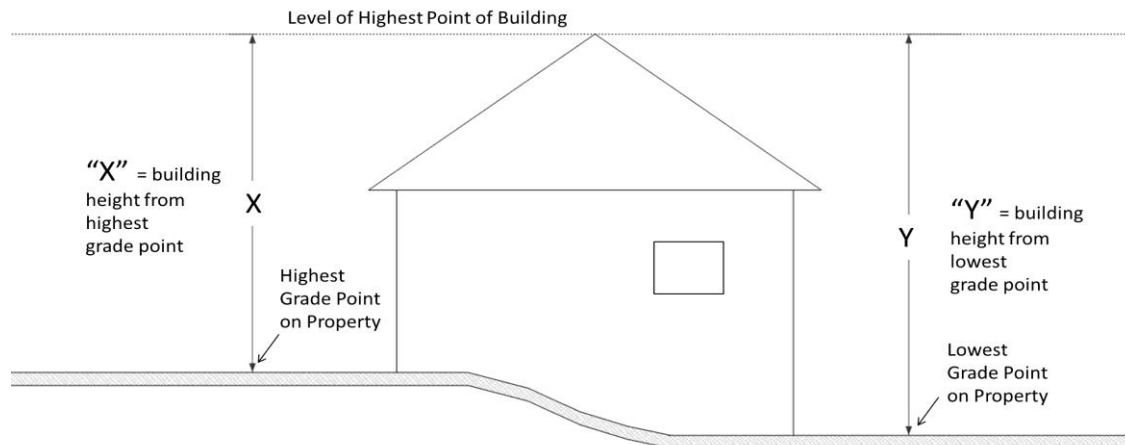 Level of Highest Point of Building
“X” = building
height from
highest
grade point
X
Highest
Grade Point
on Property
Y
“Y” = building
height from
lowest
grade point
Lowest
Grade Point
on Property